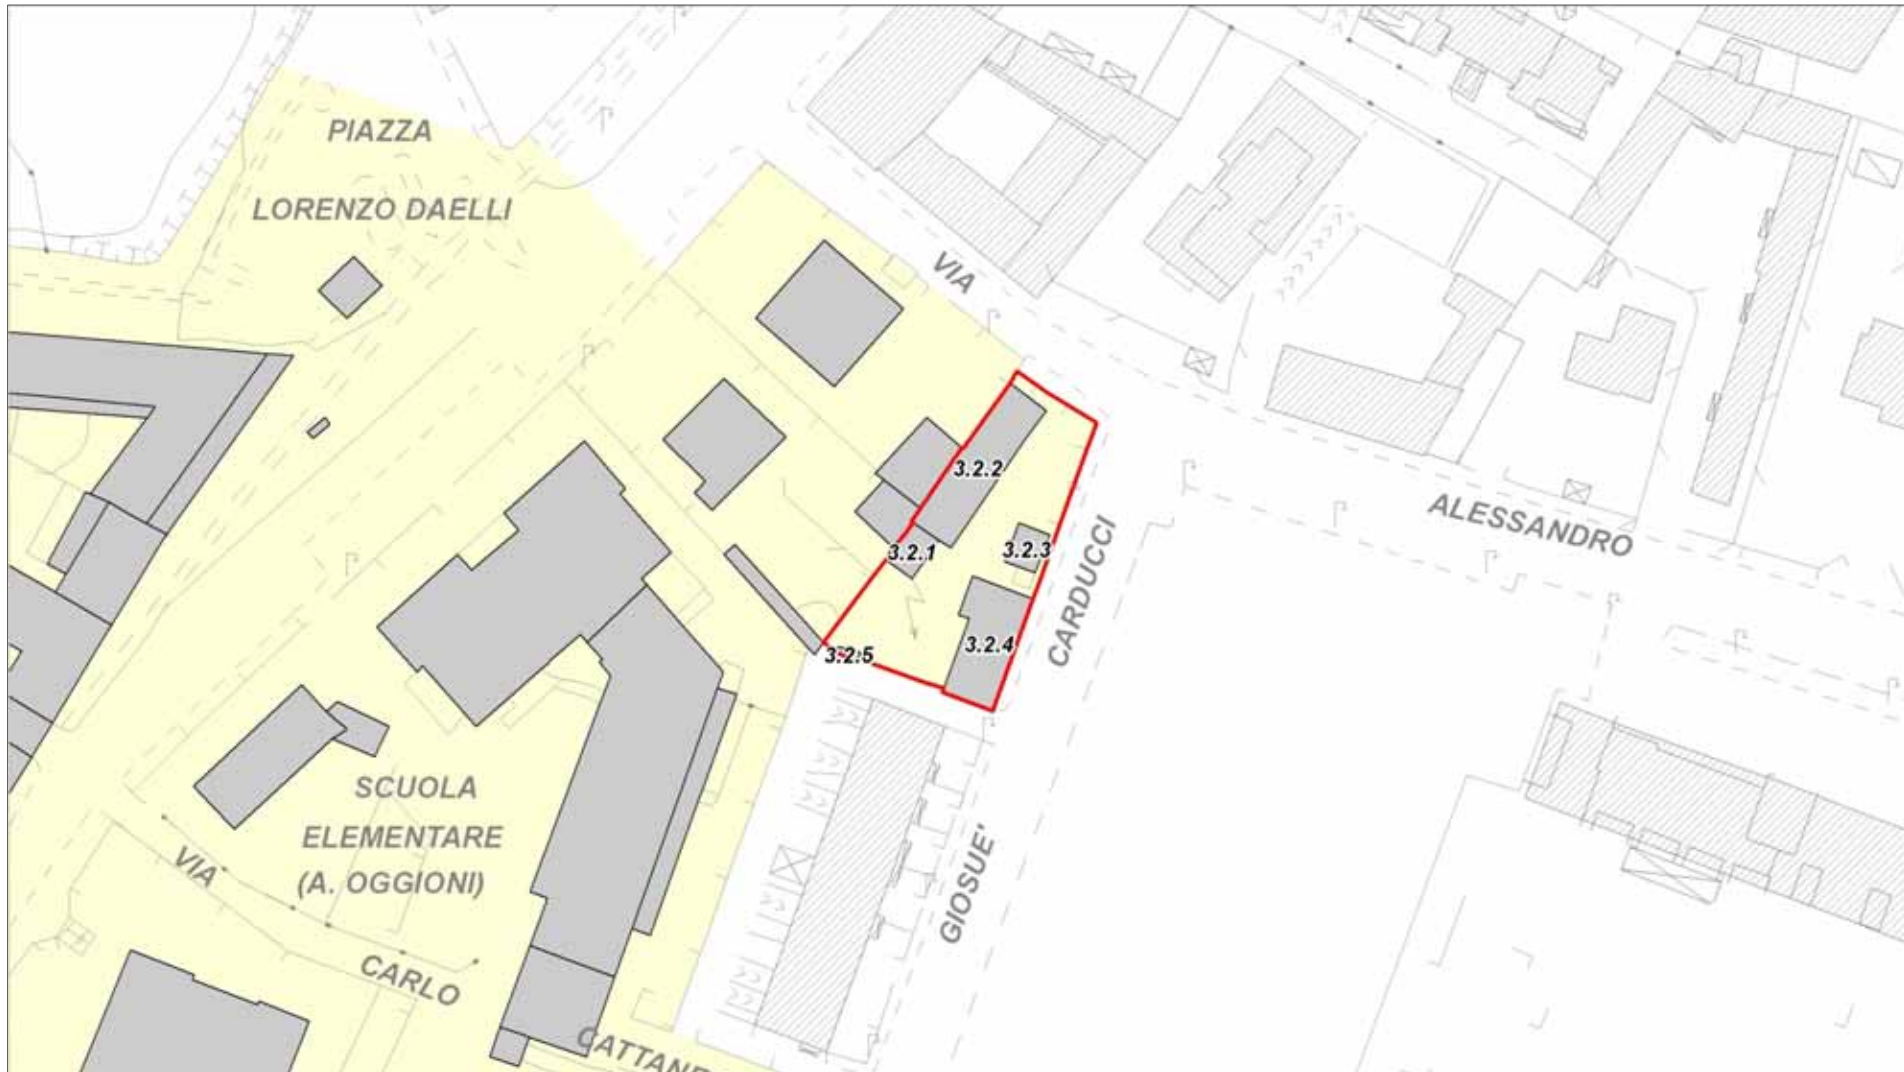 PIAZZA
LORENZO DAELLI
VIA
ALESSANDRO
3.2.2
3.2.1
3.2.3
3.2.4
3.2.5
CARDUCCI
GIOSUE'
SCUOLA
ELEMENTARE
(A. OGGIONI)
VIA
CARLO